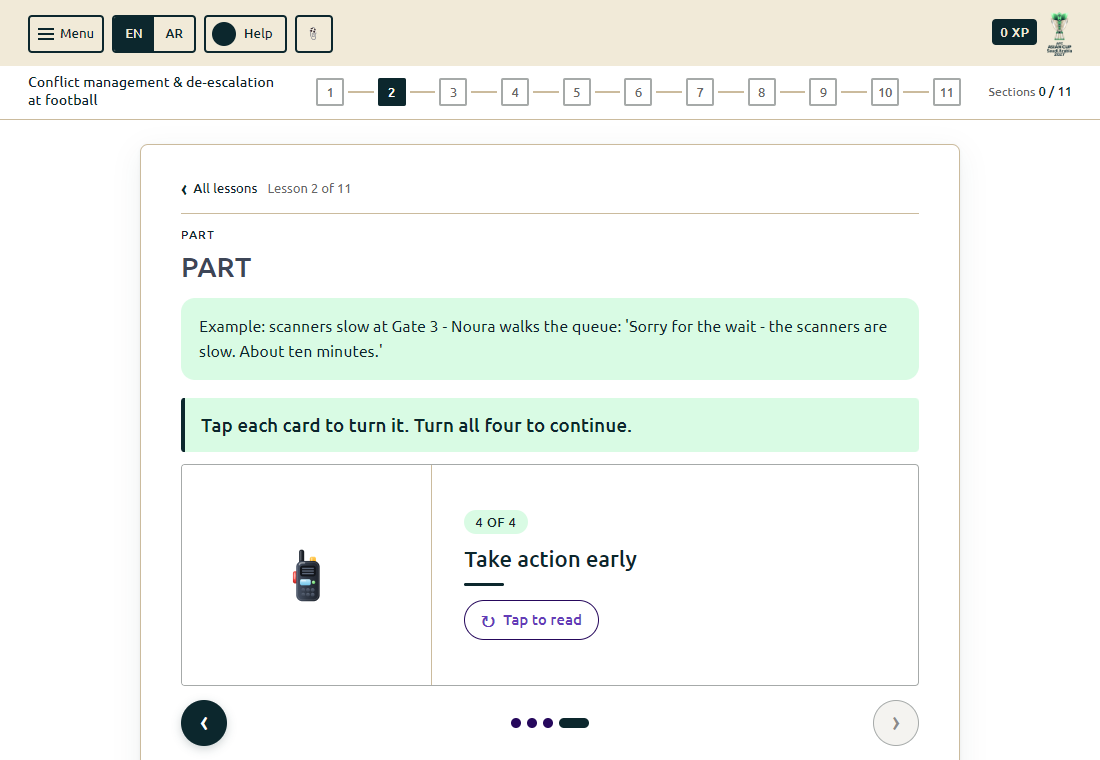 Menu
EN
AR
Help
0 XP
Conflict management & de-escalation
at football
1
2
3
4
5
6
7
8
9
10
11
Sections 0 / 11
All lessons
Lesson 2 of 11
PART
PART
Example: scanners slow at Gate 3 - Noura walks the queue: 'Sorry for the wait - the scanners are
slow. About ten minutes.'
Tap each card to turn it. Turn all four to continue.
4 OF 4
Take action early
Tap to read